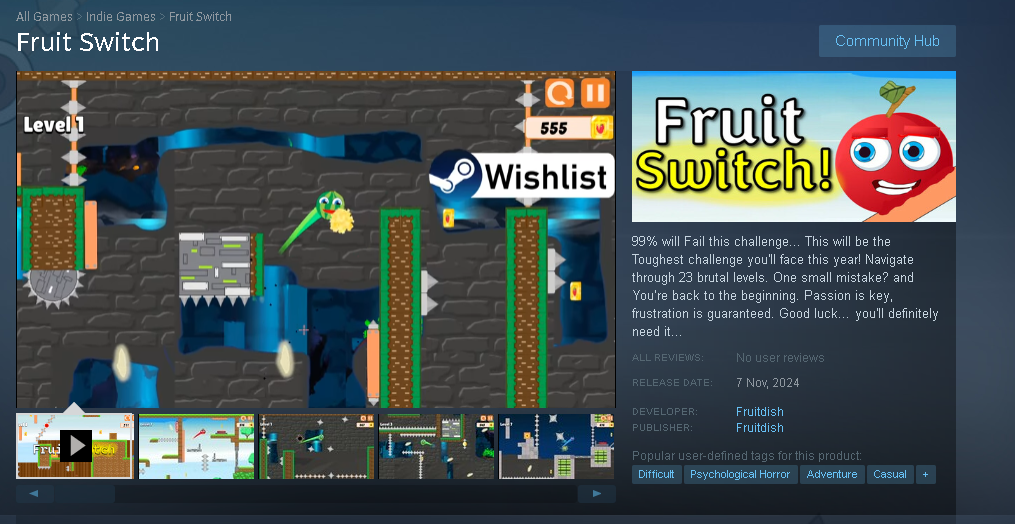 All Games > Indie Games > Fruit Switch
Fruit Switch
Community Hub
Level 1
555
Wishlist
Fruit
Switch!
99% will Fail this challenge... This will be the
Toughest challenge you'll face this year! Navigate
through 23 brutal levels. One small mistake? and
You're back to the beginning. Passion is key,
frustration is guaranteed. Good luck... you'll definitely
need it...
ALL REVIEWS: No user reviews
RELEASE DATE: 7 Nov, 2024
DEVELOPER: Fruitdish
PUBLISHER: Fruitdish
Popular user-defined tags for this product:
Difficult Psychological Horror Adventure Casual +